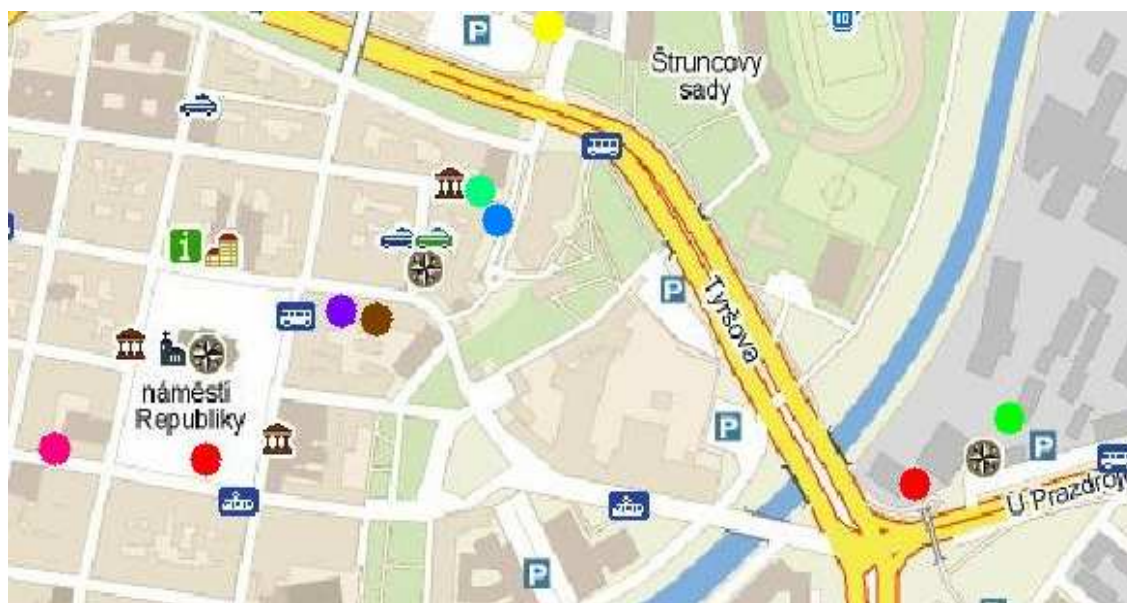 Štruncovy
sady
Tyršova
náměstí
Republiky
U Prazdroje
P
P
P
P
P
i